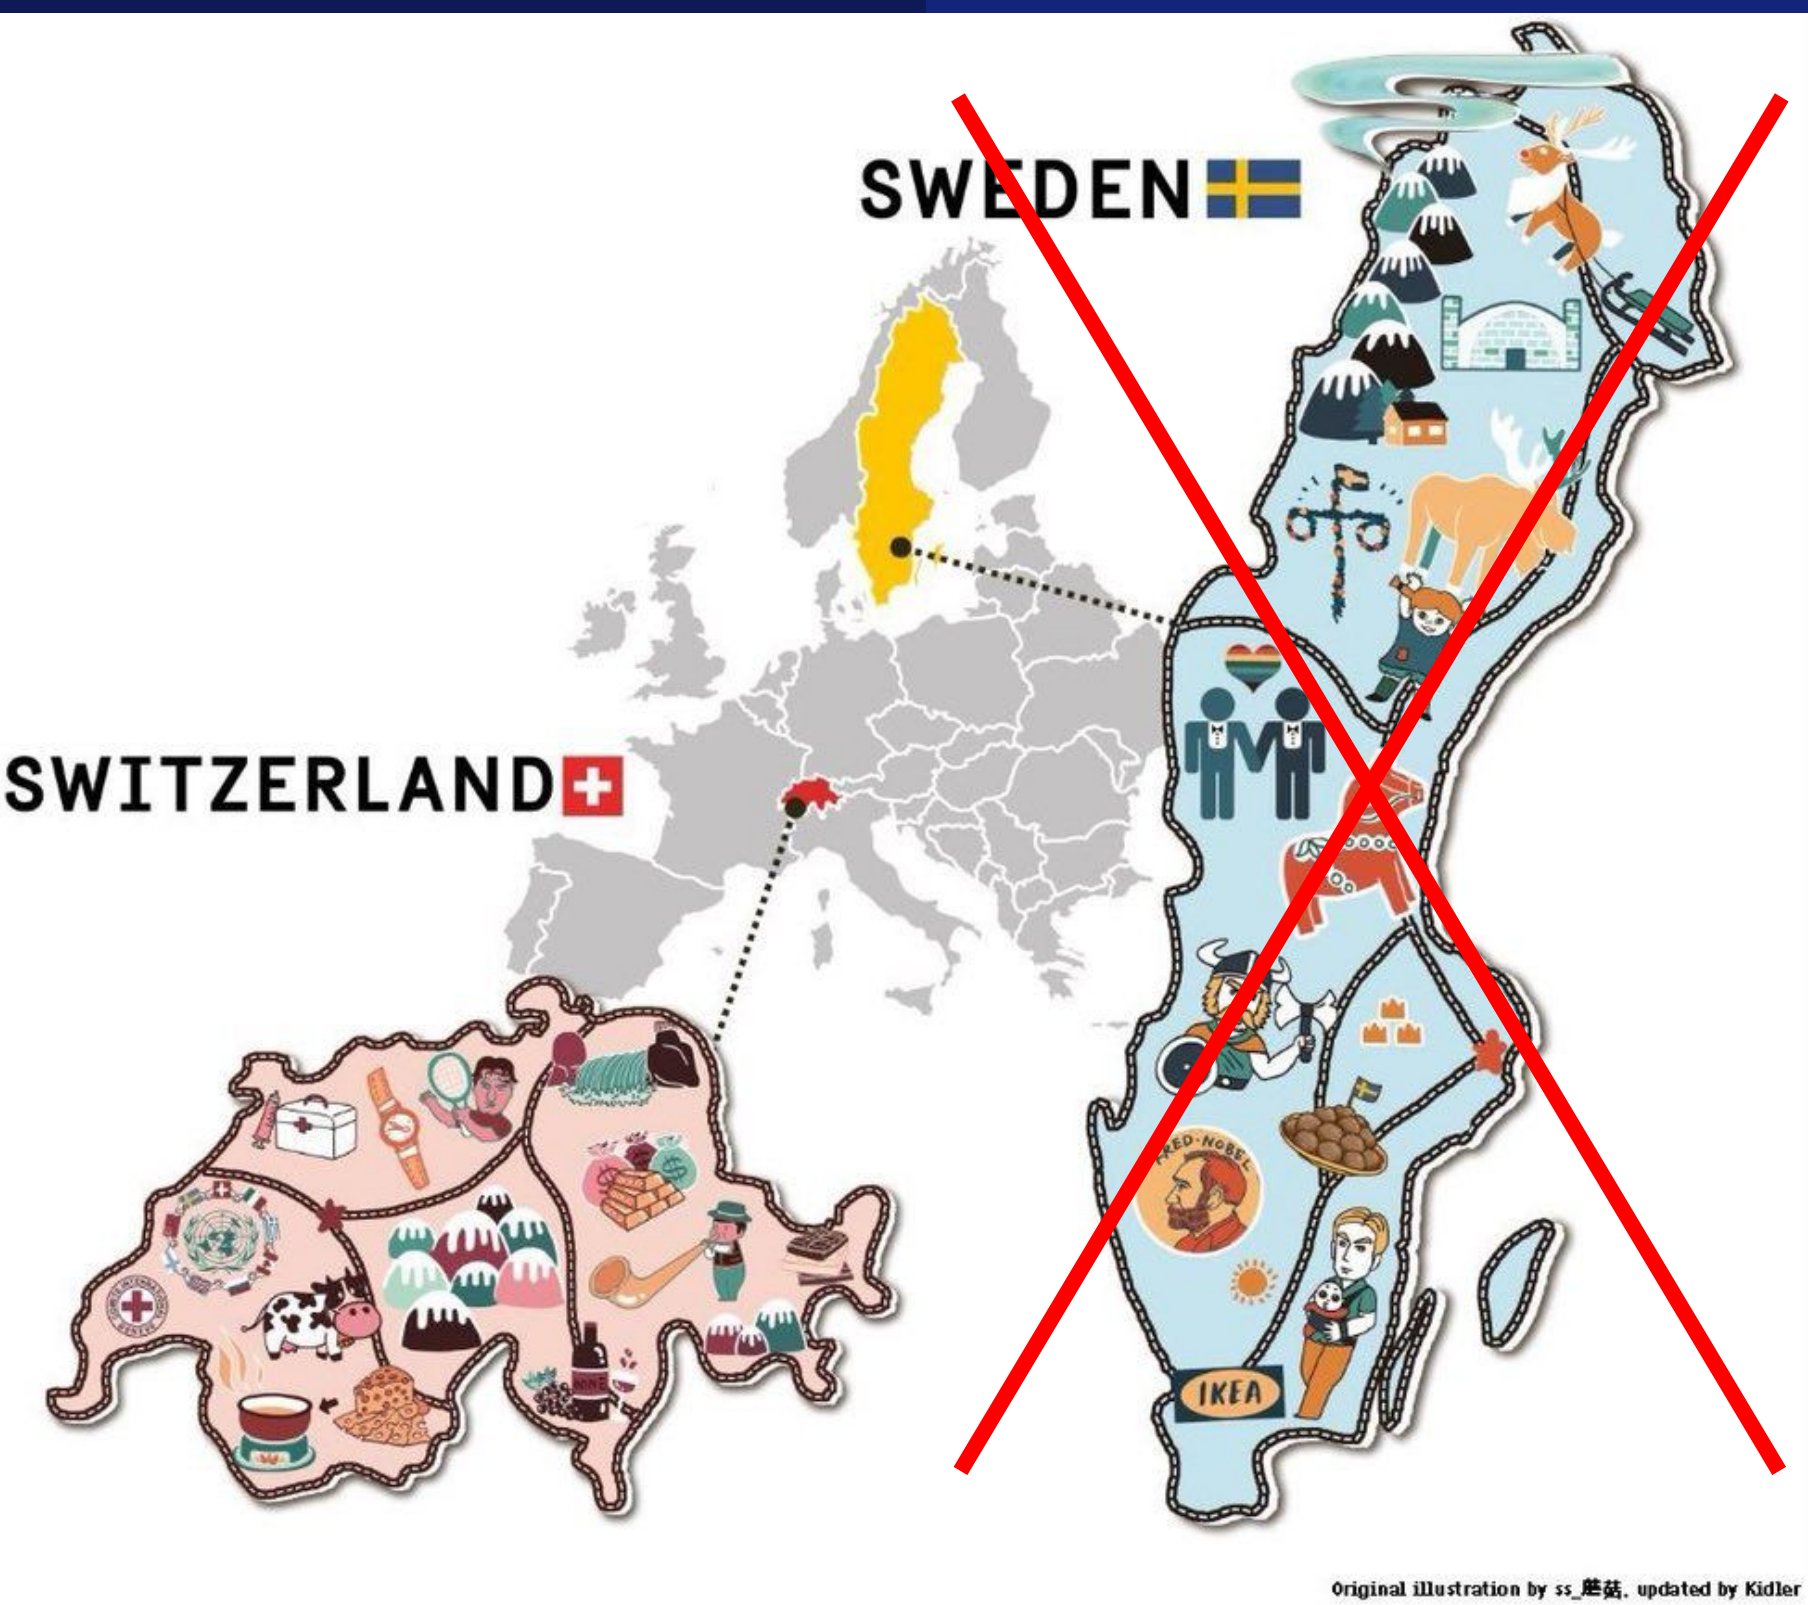 SWEDEN
SWITZERLAND
FRED-NOBEL
WINE
IKEA
Original illustration by ss_蘑菇, updated by Kidler